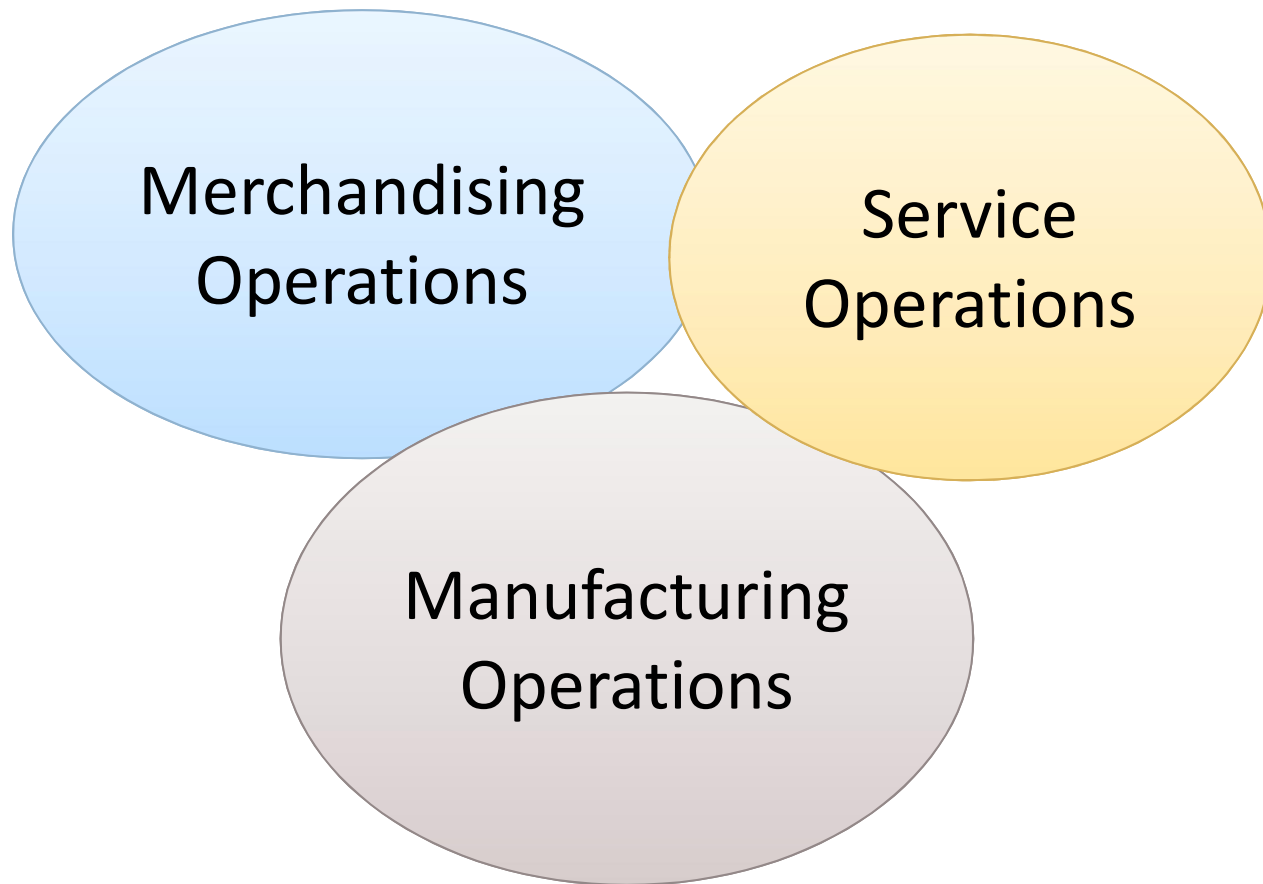 Merchandising
Operations
Service
Operations
Manufacturing
Operations